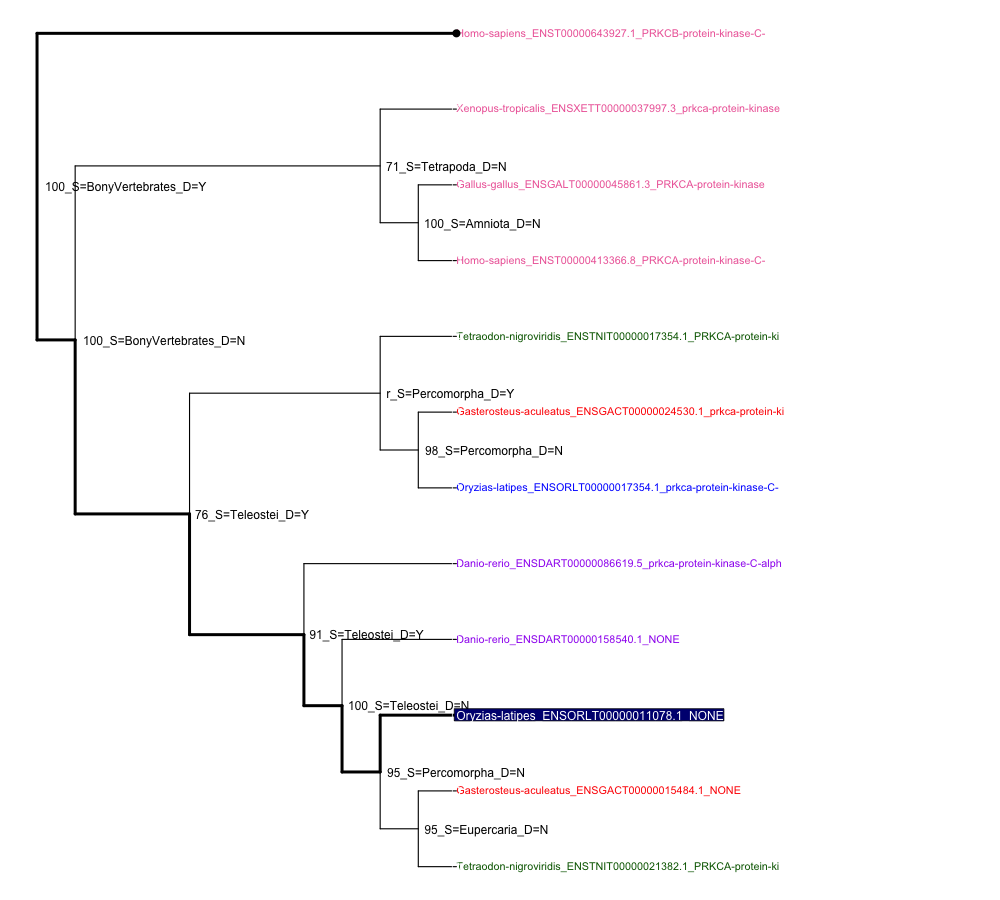 Homo-sapiens_ENST00000643927.1_PRKCB-protein-kinase-C-
Xenopus-tropicalis_ENSXETT00000037997.3_prkca-protein-kinase
71_S=Tetrapoda_D=N
100_S=BonyVertebrates_D=Y
Gallus-gallus_ENSGALT00000045861.3_PRKCA-protein-kinase
100_S=Amniota_D=N
Homo-sapiens_ENST00000413366.8_PRKCA-protein-kinase-C-
Tetraodon-nigroviridis_ENSTNIT00000017354.1_PRKCA-protein-ki
100_S=BonyVertebrates_D=N
r_S=Percomorpha_D=Y
Gasterosteus-aculeatus_ENSGACT00000024530.1_prkca-protein-ki
98_S=Percomorpha_D=N
Oryzias-latipes_ENSORLT00000017354.1_prkca-protein-kinase-C-
76_S=Teleostei_D=Y
Danio-rerio_ENSDART00000086619.5_prkca-protein-kinase-C-alph
91_S=Teleostei_D=Y
Danio-rerio_ENSDART00000158540.1_NONE
100_S=Teleostei_D=N
Oryzias-latipes_ENSORLT00000011078.1_NONE
95_S=Percomorpha_D=N
Gasterosteus-aculeatus_ENSGACT00000015484.1_NONE
95_S=Eupercaria_D=N
Tetraodon-nigroviridis_ENSTNIT00000021382.1_PRKCA-protein-ki